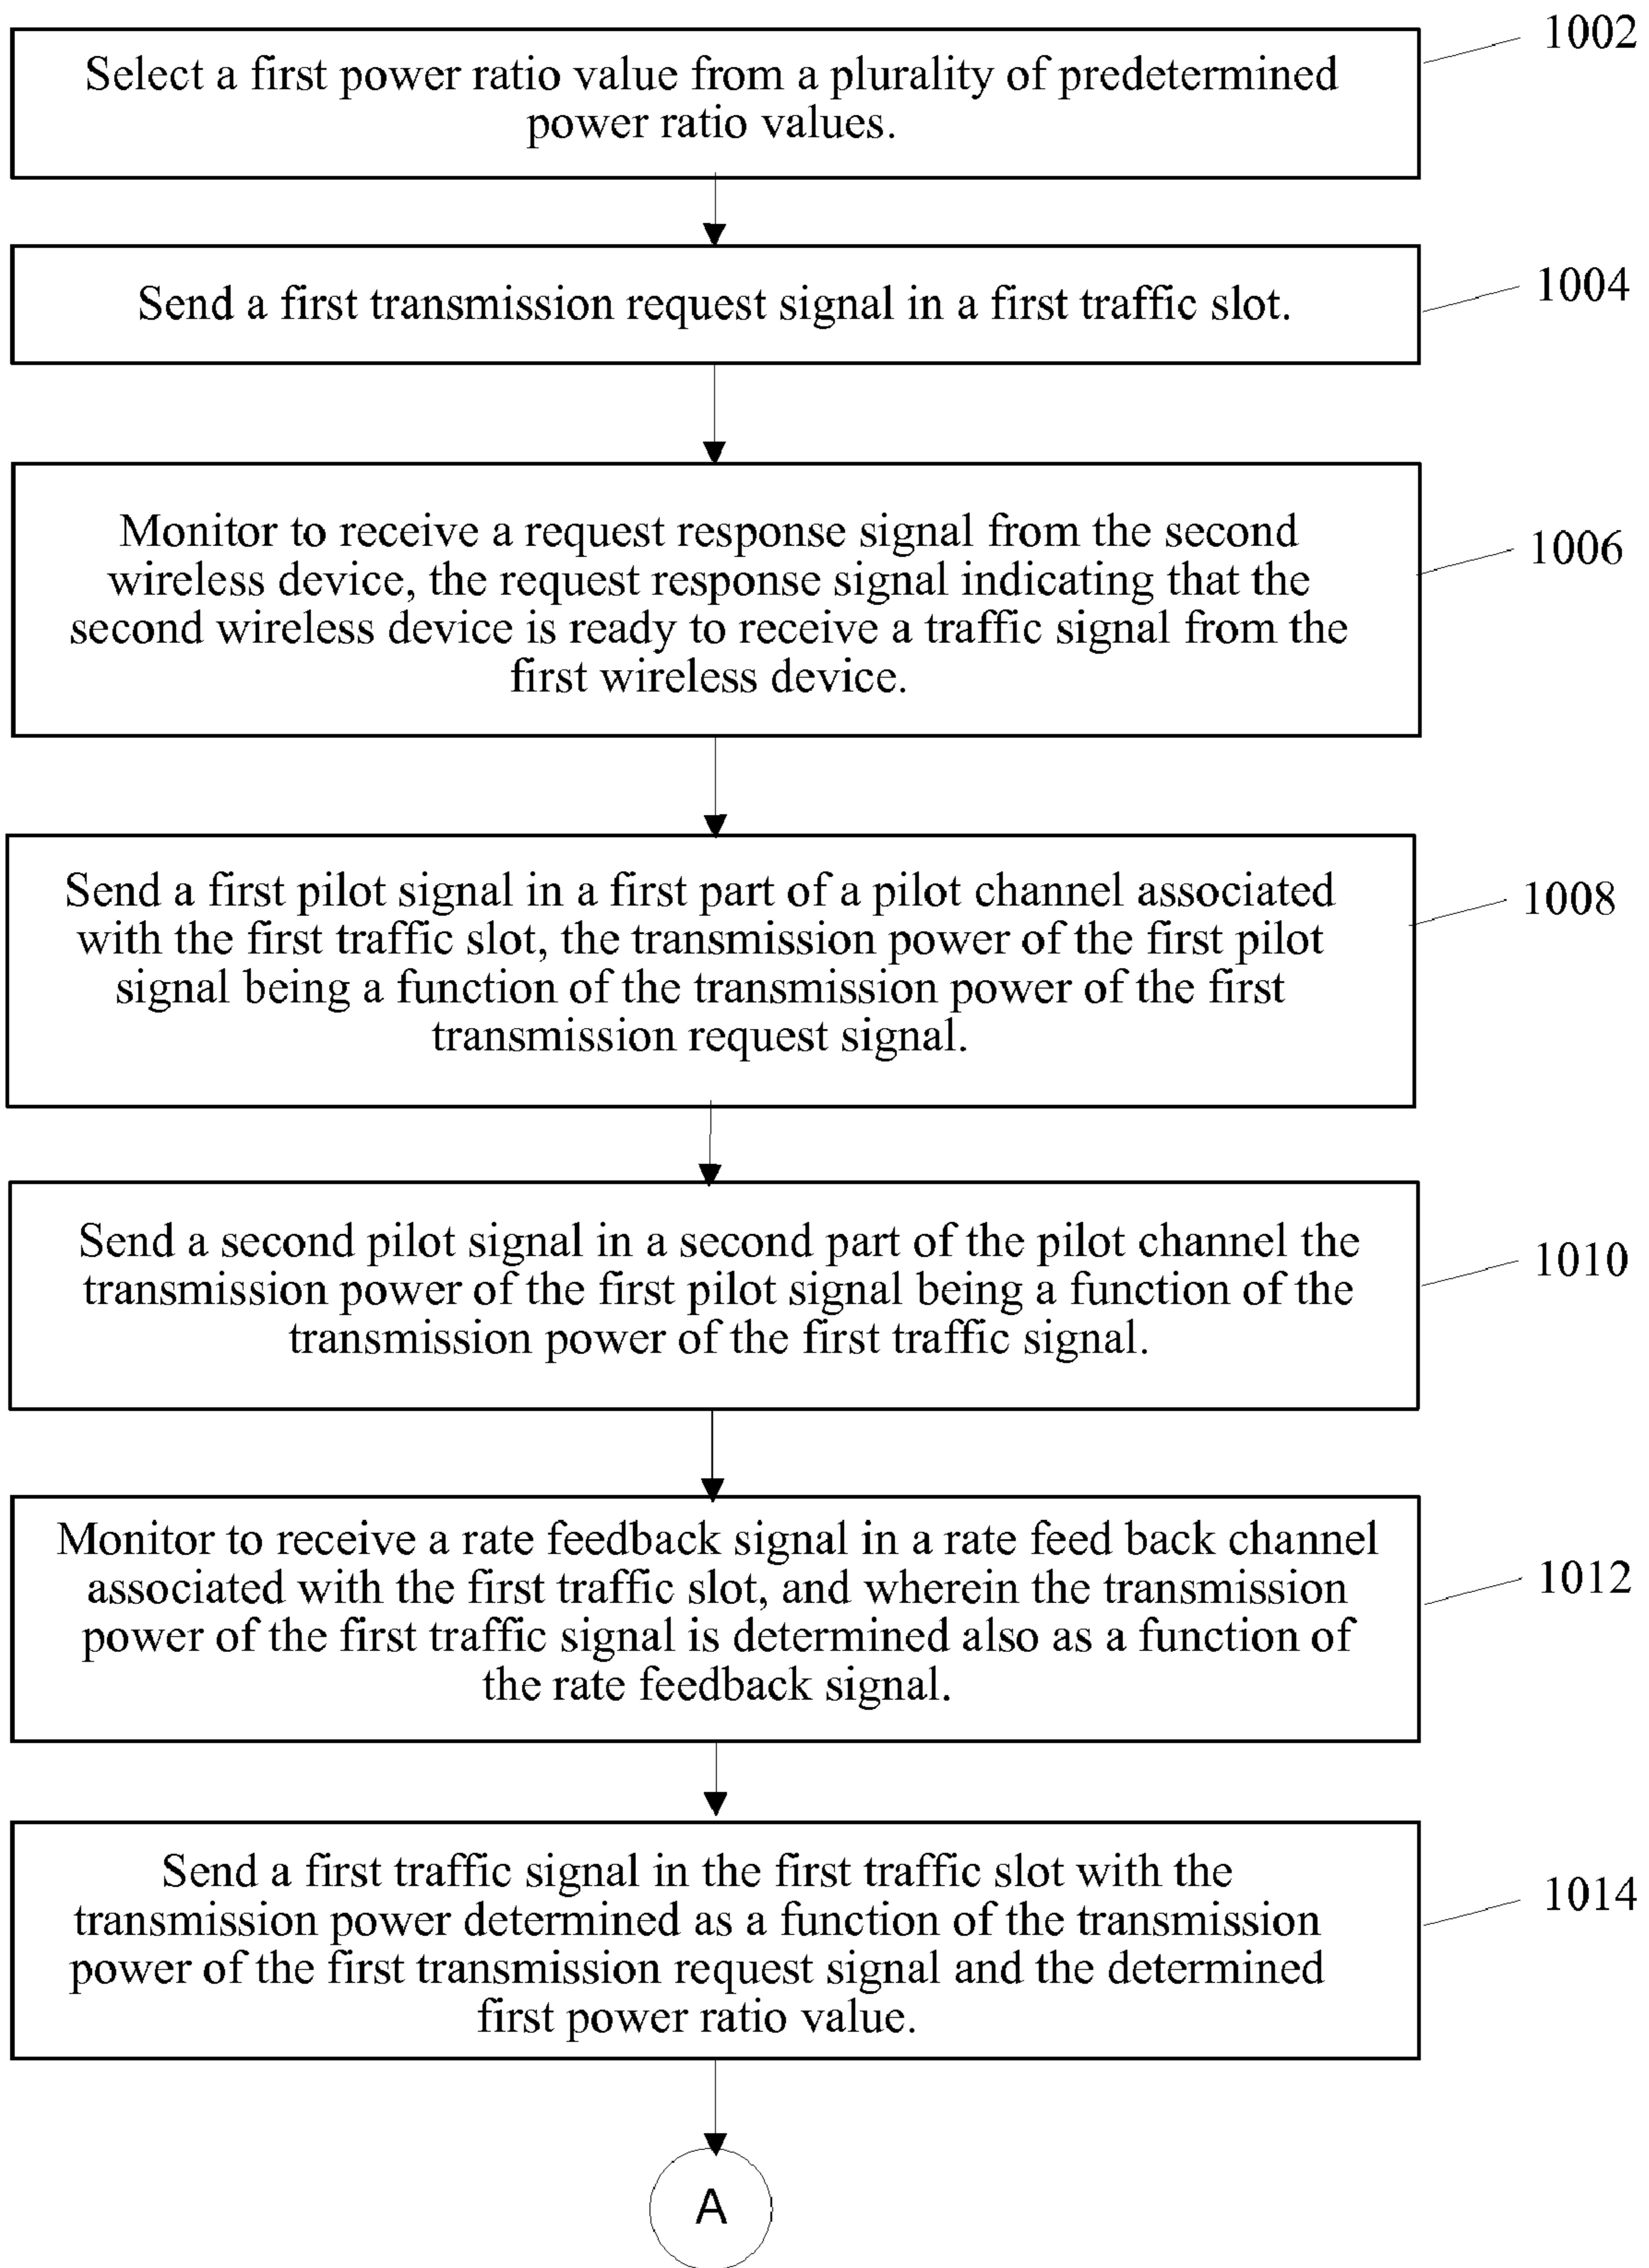 1002
Select a first power ratio value from a plurality of predetermined
power ratio values.
1004
Send a first transmission request signal in a first traffic slot.
1006
Monitor to receive a request response signal from the second
wireless device, the request response signal indicating that the
second wireless device is ready to receive a traffic signal from the
first wireless device.
1008
Send a first pilot signal in a first part of a pilot channel associated
with the first traffic slot, the transmission power of the first pilot
signal being a function of the transmission power of the first
transmission request signal.
1010
Send a second pilot signal in a second part of the pilot channel the
transmission power of the first pilot signal being a function of the
transmission power of the first traffic signal.
1012
Monitor to receive a rate feedback signal in a rate feed back channel
associated with the first traffic slot, and wherein the transmission
power of the first traffic signal is determined also as a function of
the rate feedback signal.
1014
Send a first traffic signal in the first traffic slot with the
transmission power determined as a function of the transmission
power of the first transmission request signal and the determined
first power ratio value.
A